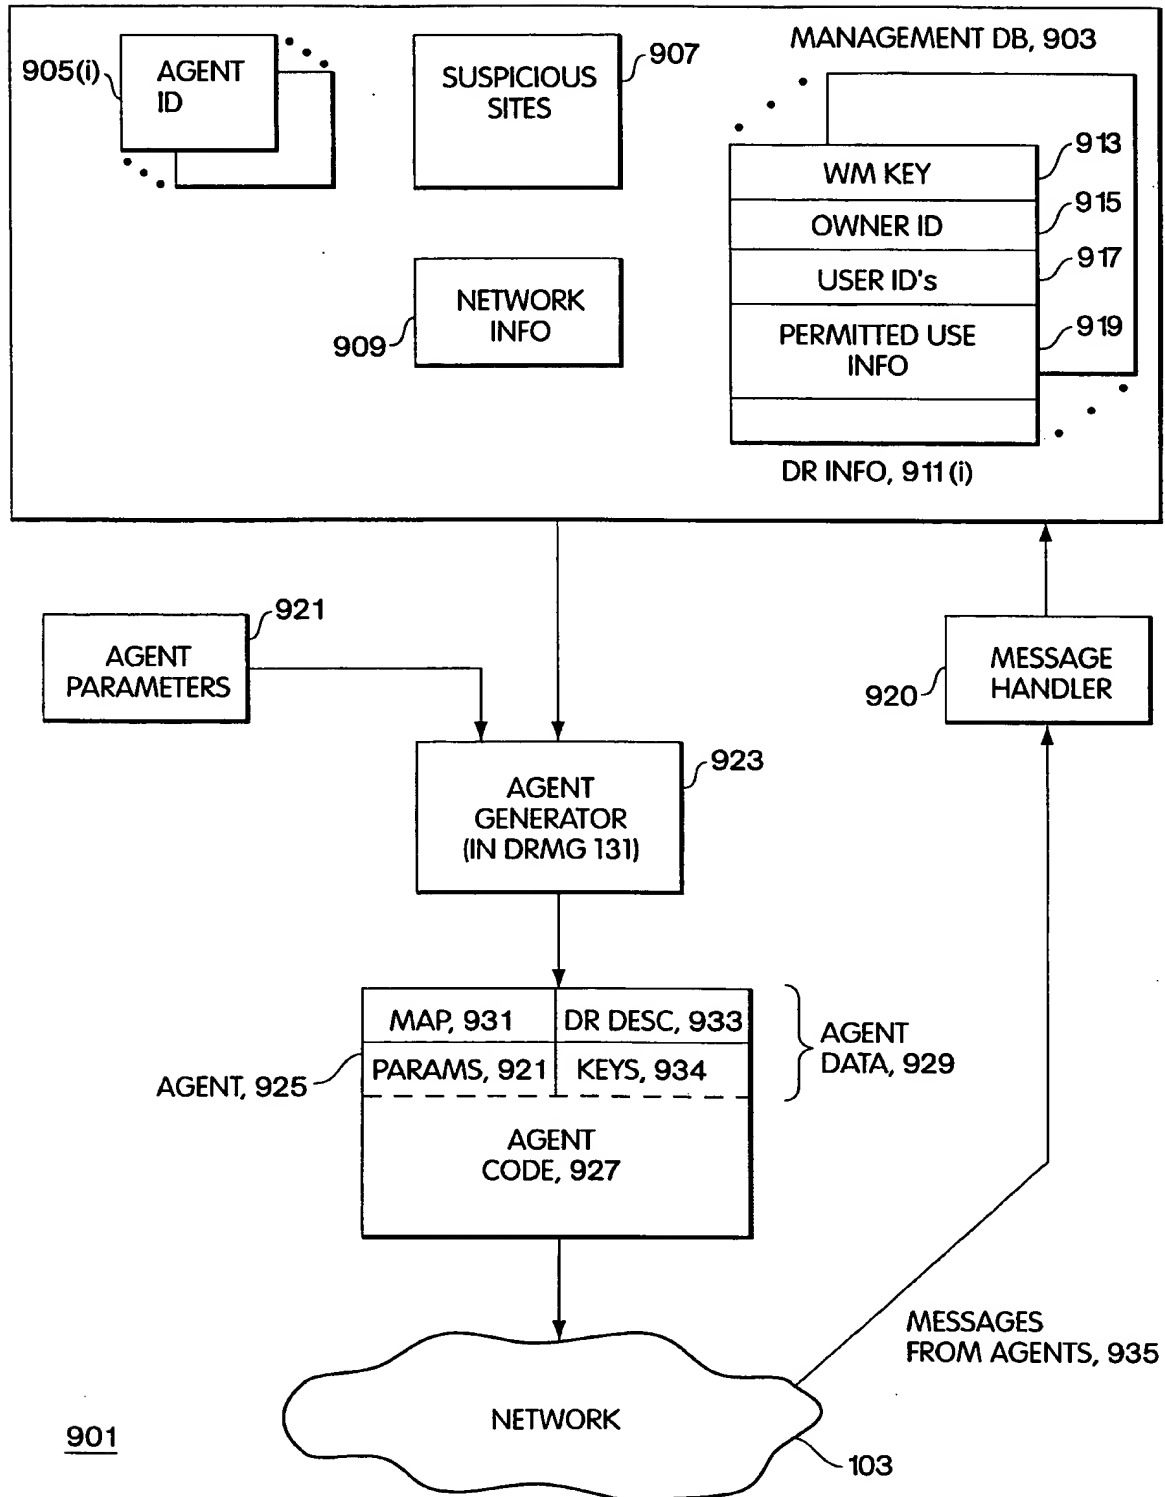 MANAGEMENT DB, 903
905(i)
AGENT
ID
SUSPICIOUS
SITES
907
NETWORK
INFO
909
WM KEY
913
OWNER ID
915
USER ID's
917
PERMITTED USE
INFO
919
DR INFO, 911(i)
921
AGENT
PARAMETERS
MESSAGE
HANDLER
920
AGENT
GENERATOR
(IN DRMG 131)
923
MAP, 931
DR DESC, 933
PARAMS, 921
KEYS, 934
AGENT
DATA, 929
AGENT, 925
AGENT
CODE, 927
MESSAGES
FROM AGENTS, 935
NETWORK
103
901